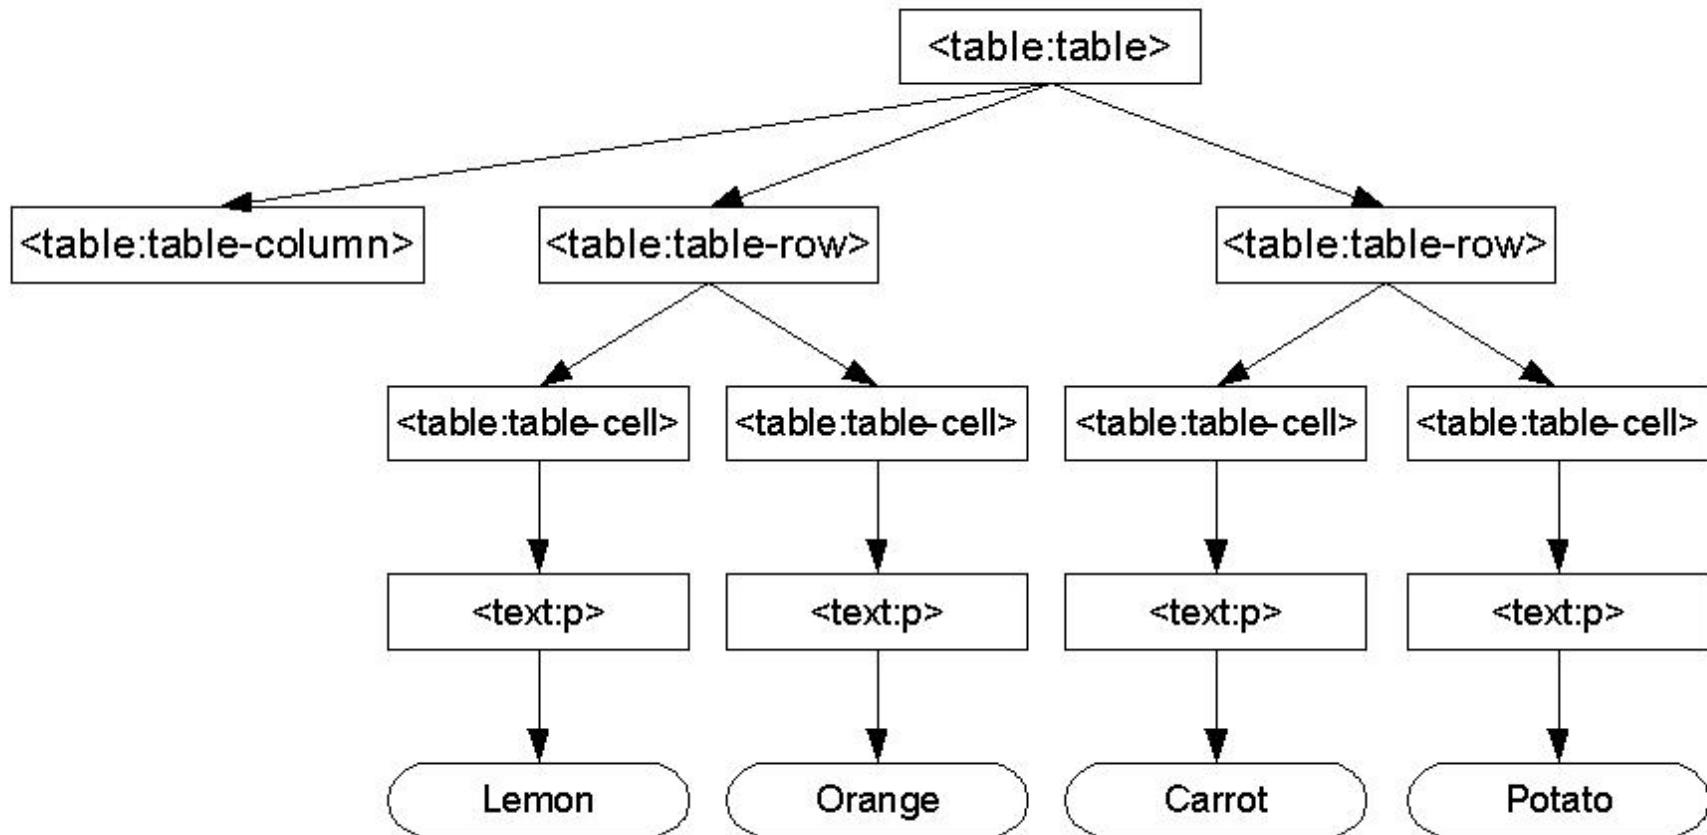 <table:table>
<table:table-column> <table:table-row> <table:table-row>
<table:table-cell> <table:table-cell> <table:table-cell> <table:table-cell>
<text:p> <text:p> <text:p> <text:p>
Lemon Orange Carrot Potato